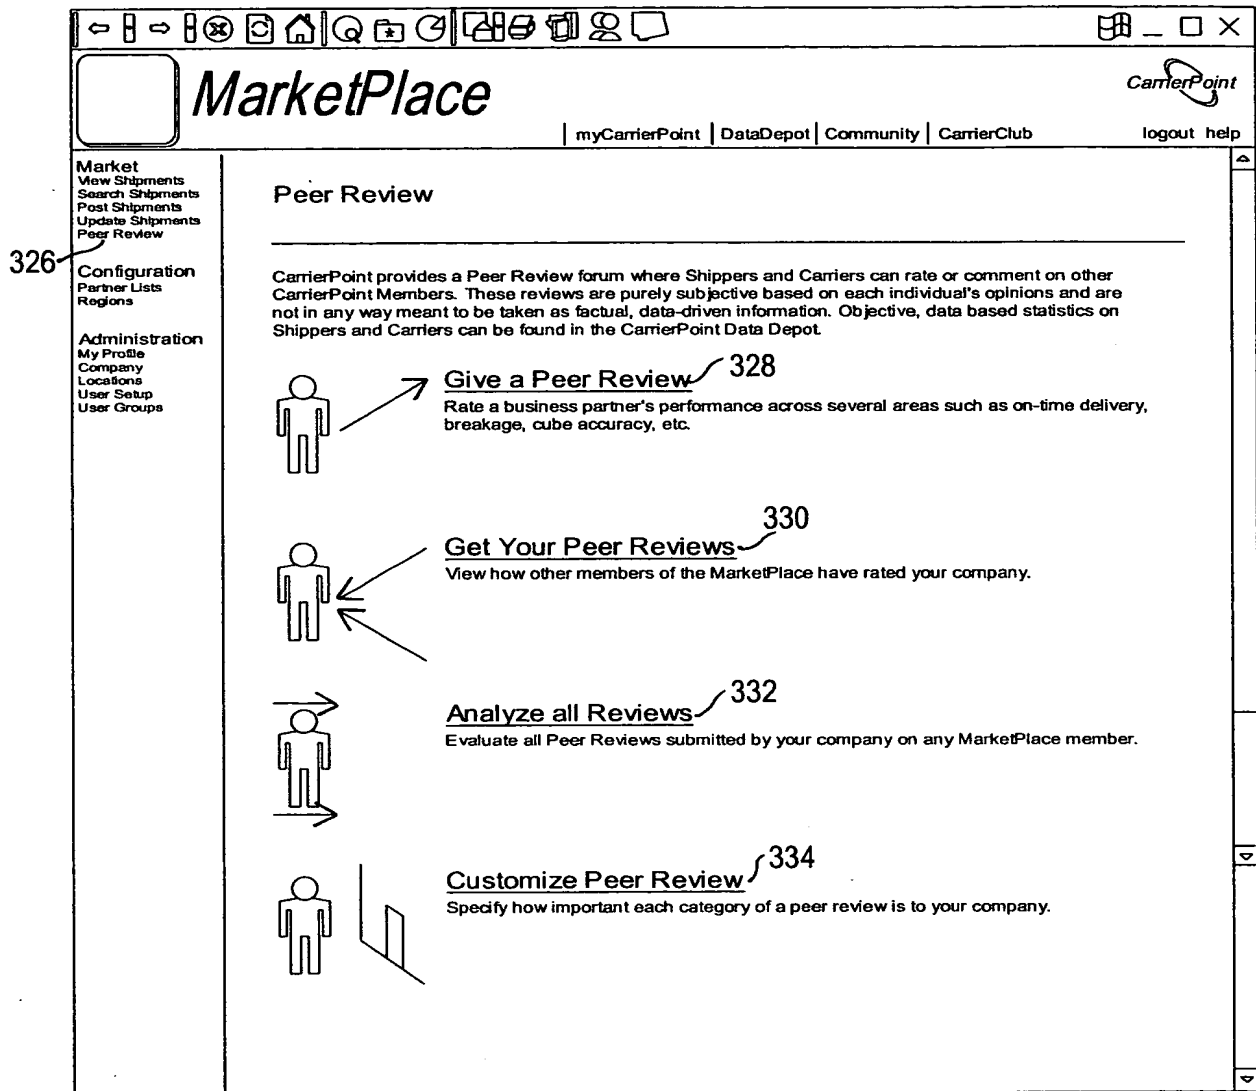 MarketPlace
CarrierPoint
myCarrierPoint DataDepot Community CarrierClub logout help
Market
View Shipments
Search Shipments
Post Shipments
Update Shipments
Peer Review
326
Configuration
Partner Lists
Regions
Administration
My Profile
Company
Locations
User Setup
User Groups
Peer Review
CarrierPoint provides a Peer Review forum where Shippers and Carriers can rate or comment on other
CarrierPoint Members. These reviews are purely subjective based on each individual's opinions and are
not in any way meant to be taken as factual, data-driven information. Objective, data based statistics on
Shippers and Carriers can be found in the CarrierPoint Data Depot.
Give a Peer Review 328
Rate a business partner's performance across several areas such as on-time delivery,
breakage, cube accuracy, etc.
330
Get Your Peer Reviews
View how other members of the MarketPlace have rated your company.
332
Analyze all Reviews
Evaluate all Peer Reviews submitted by your company on any MarketPlace member.
334
Customize Peer Review
Specify how important each category of a peer review is to your company.